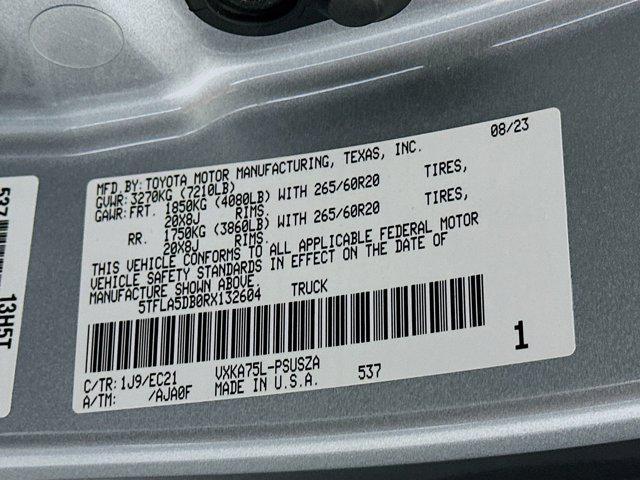 08/23
MFD. BY: TOYOTA MOTOR MANUFACTURING, TEXAS, INC.
GVWR: 3270KG (7210LB)
GAWR: FRT. 1850KG (4080LB) WITH 265/60R20 TIRES,
20X8J RIMS.
RR. 1750KG (3860LB) WITH 265/60R20 TIRES,
20X8J RIMS.
THIS VEHICLE CONFORMS TO ALL APPLICABLE FEDERAL MOTOR
VEHICLE SAFETY STANDARDS IN EFFECT ON THE DATE OF
MANUFACTURE SHOWN ABOVE.
5TFLA5DB0RX132604 TRUCK
1
C/TR: 1J9/EC21 VXKA75L-PSUSZA
A/TM: /AJA0F MADE IN U.S.A. 537
537
13H5T